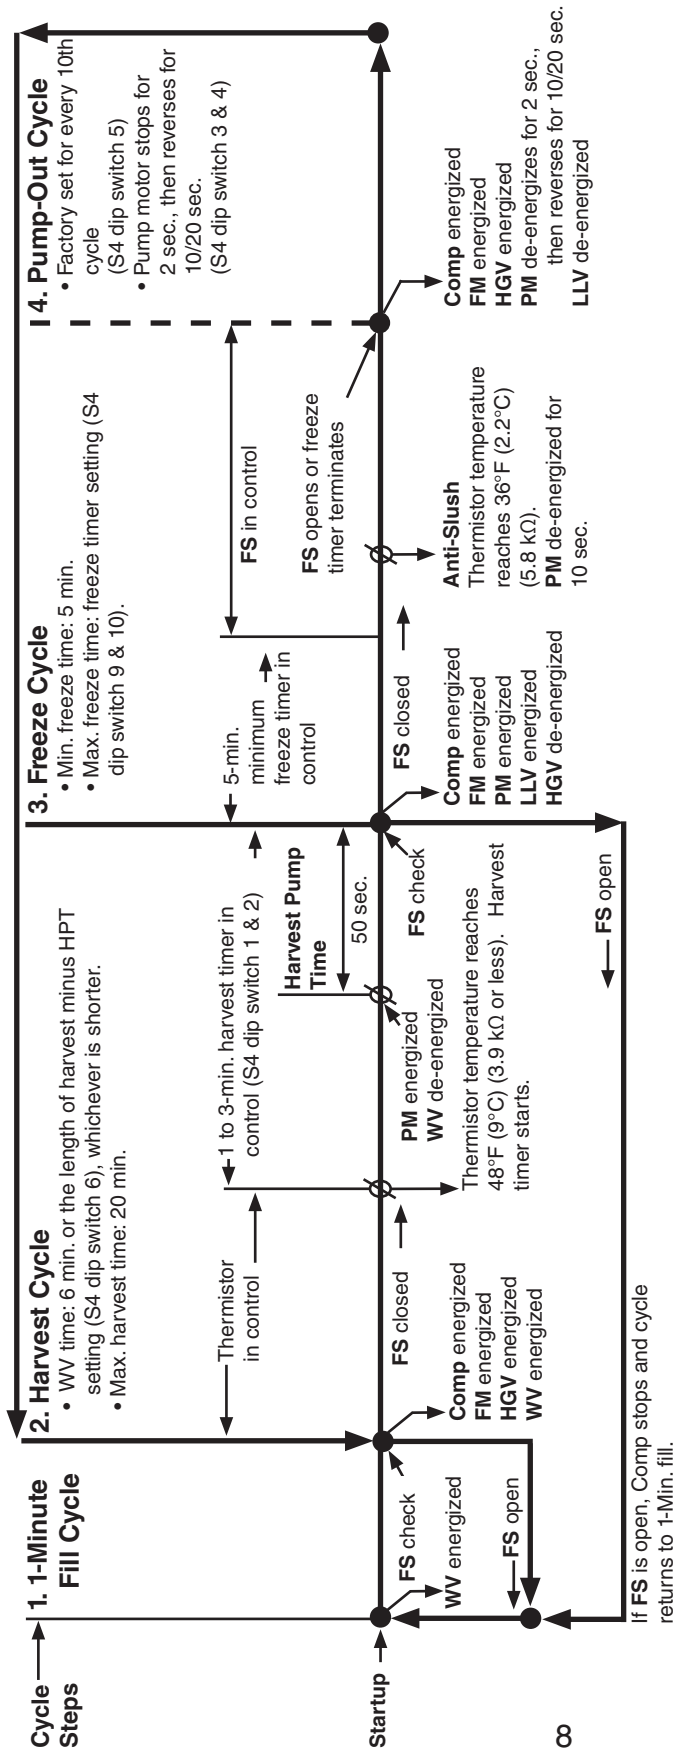 Cycle
Steps
1. 1-Minute
Fill Cycle
2. Harvest Cycle
• WV time: 6 min. or the length of harvest minus HPT
setting (S4 dip switch 6), whichever is shorter.
• Max. harvest time: 20 min.
3. Freeze Cycle
• Min. freeze time: 5 min.
• Max. freeze time: freeze timer setting (S4
dip switch 9 & 10).
4. Pump-Out Cycle
• Factory set for every 10th
cycle
(S4 dip switch 5)
• Pump motor stops for
2 sec., then reverses for
10/20 sec.
(S4 dip switch 3 & 4)
Thermistor
in control
1 to 3-min. harvest timer in
control (S4 dip switch 1 & 2)
Harvest Pump
Time
50 sec.
5-min.
minimum
freeze timer in
control
FS in control
FS opens or freeze
timer terminates
Startup
FS check
WV energized
FS open
FS closed
Comp energized
FM energized
HGV energized
WV energized
PM energized
WV de-energized
Thermistor temperature reaches
48°F (9°C) (3.9 kΩ or less). Harvest
timer starts.
FS check
FS closed
Comp energized
FM energized
PM energized
LLV energized
HGV de-energized
Anti-Slush
Thermistor temperature
reaches 36°F (2.2°C)
(5.8 kΩ).
PM de-energized for
10 sec.
Comp energized
FM energized
HGV energized
PM de-energizes for 2 sec.,
then reverses for 10/20 sec.
LLV de-energized
FS open
If FS is open, Comp stops and cycle
returns to 1-Min. fill.
8